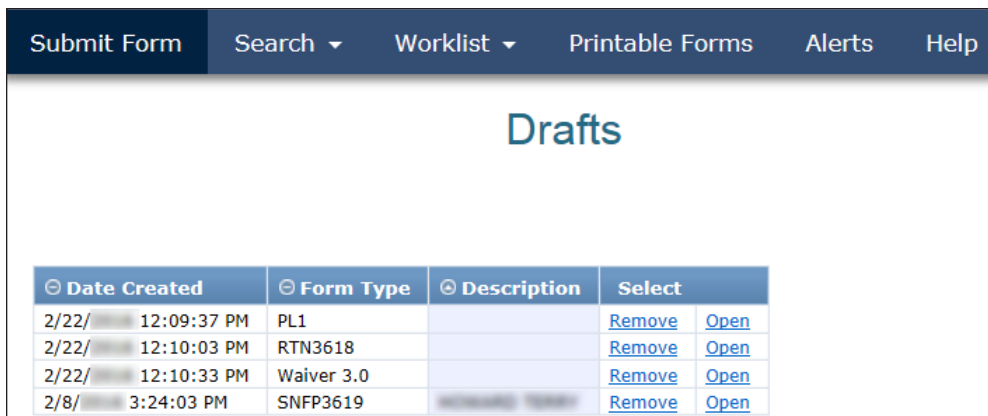 Submit Form Search Worklist Printable Forms Alerts Help
Drafts
Date Created Form Type Description Select
2/22/ 12:09:37 PM PL1 Remove Open
2/22/ 12:10:03 PM RTN3618 Remove Open
2/22/ 12:10:33 PM Waiver 3.0 Remove Open
2/8/ 3:24:03 PM SNFP3619 Remove Open